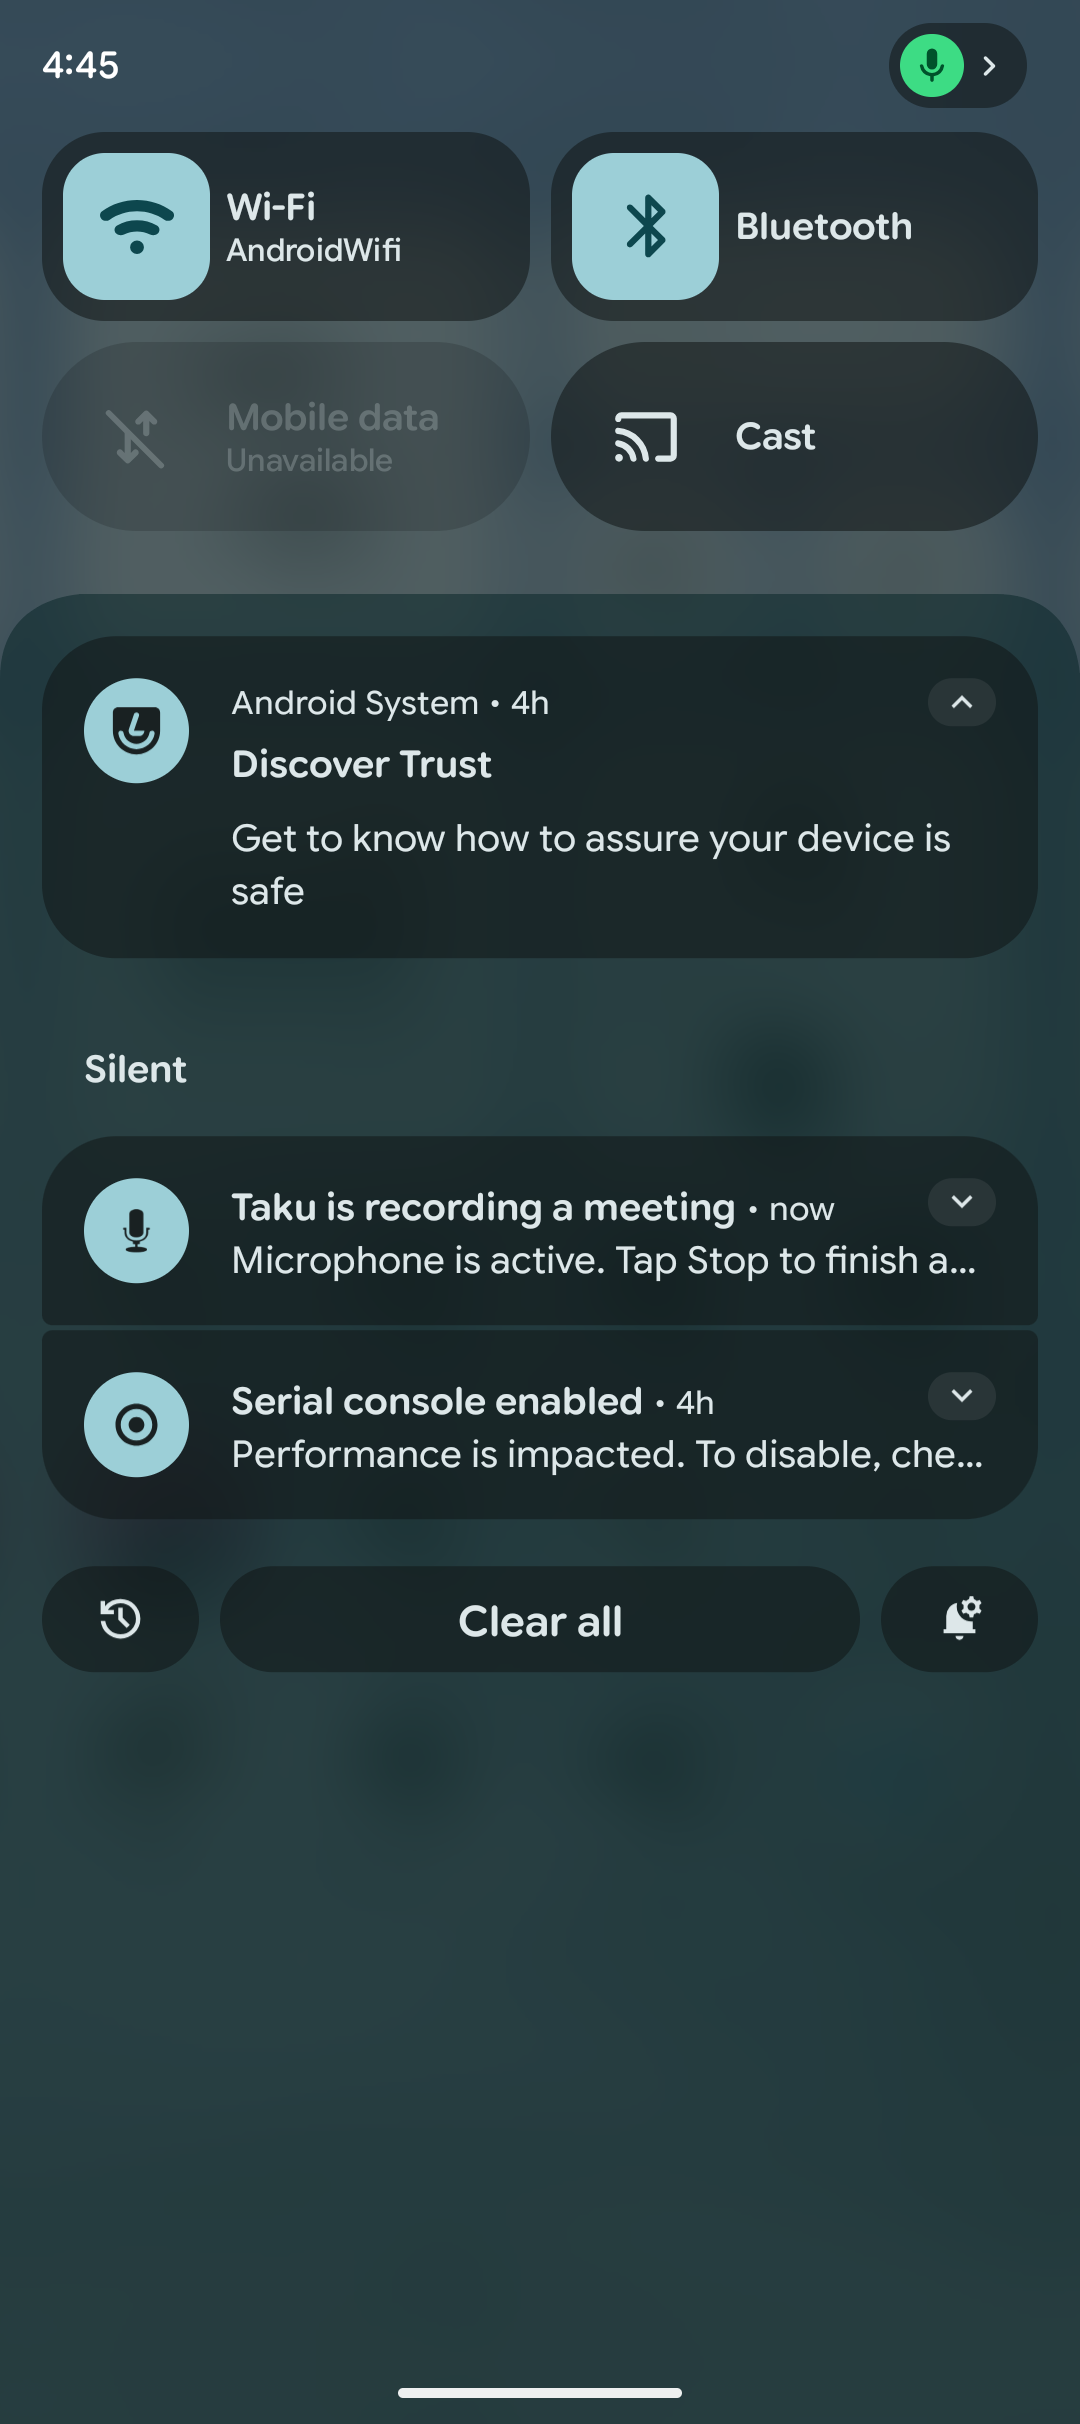 4:45
Wi-Fi
AndroidWifi
Bluetooth
Mobile data
Unavailable
Cast
Android System • 4h
Discover Trust
Get to know how to assure your device is
safe
Silent
Taku is recording a meeting • now
Microphone is active. Tap Stop to finish a...
Serial console enabled • 4h
Performance is impacted. To disable, che...
Clear all